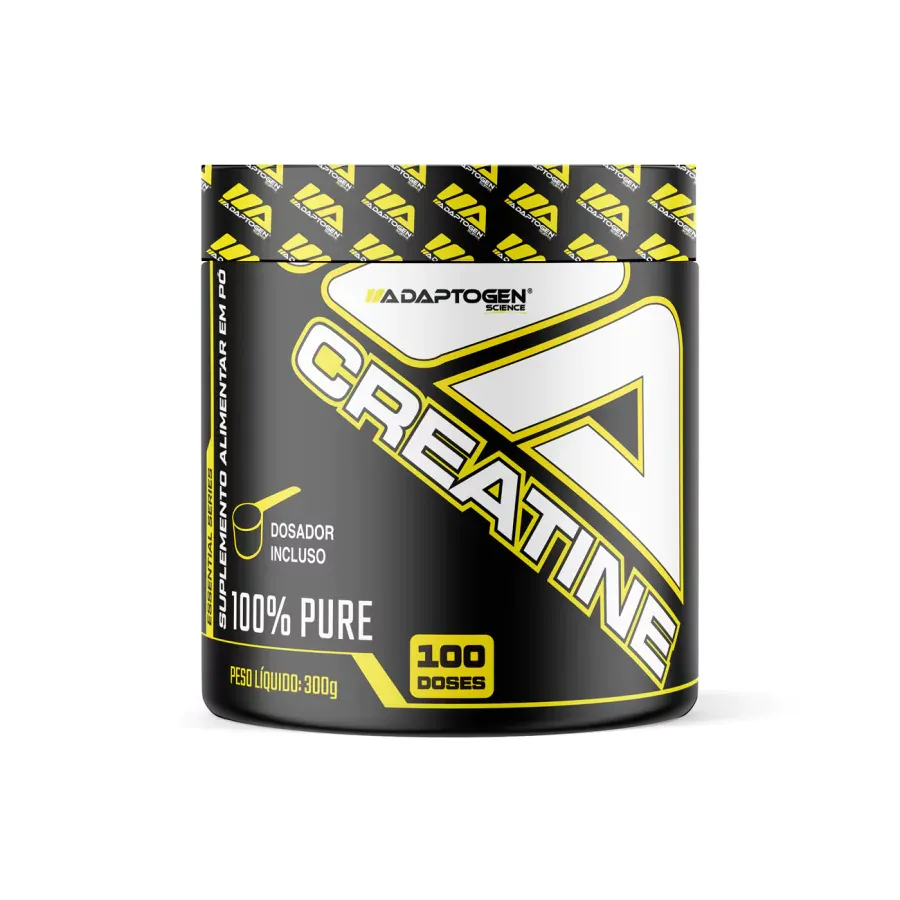 ADAPTOGEN®
SCIENCE
CREATINE
ESSENTIAL SERIES
SUPLEMENTO ALIMENTAR EM PÓ
DOSADOR
INCLUSO
100% PURE
PESO LÍQUIDO: 300g
100
DOSES